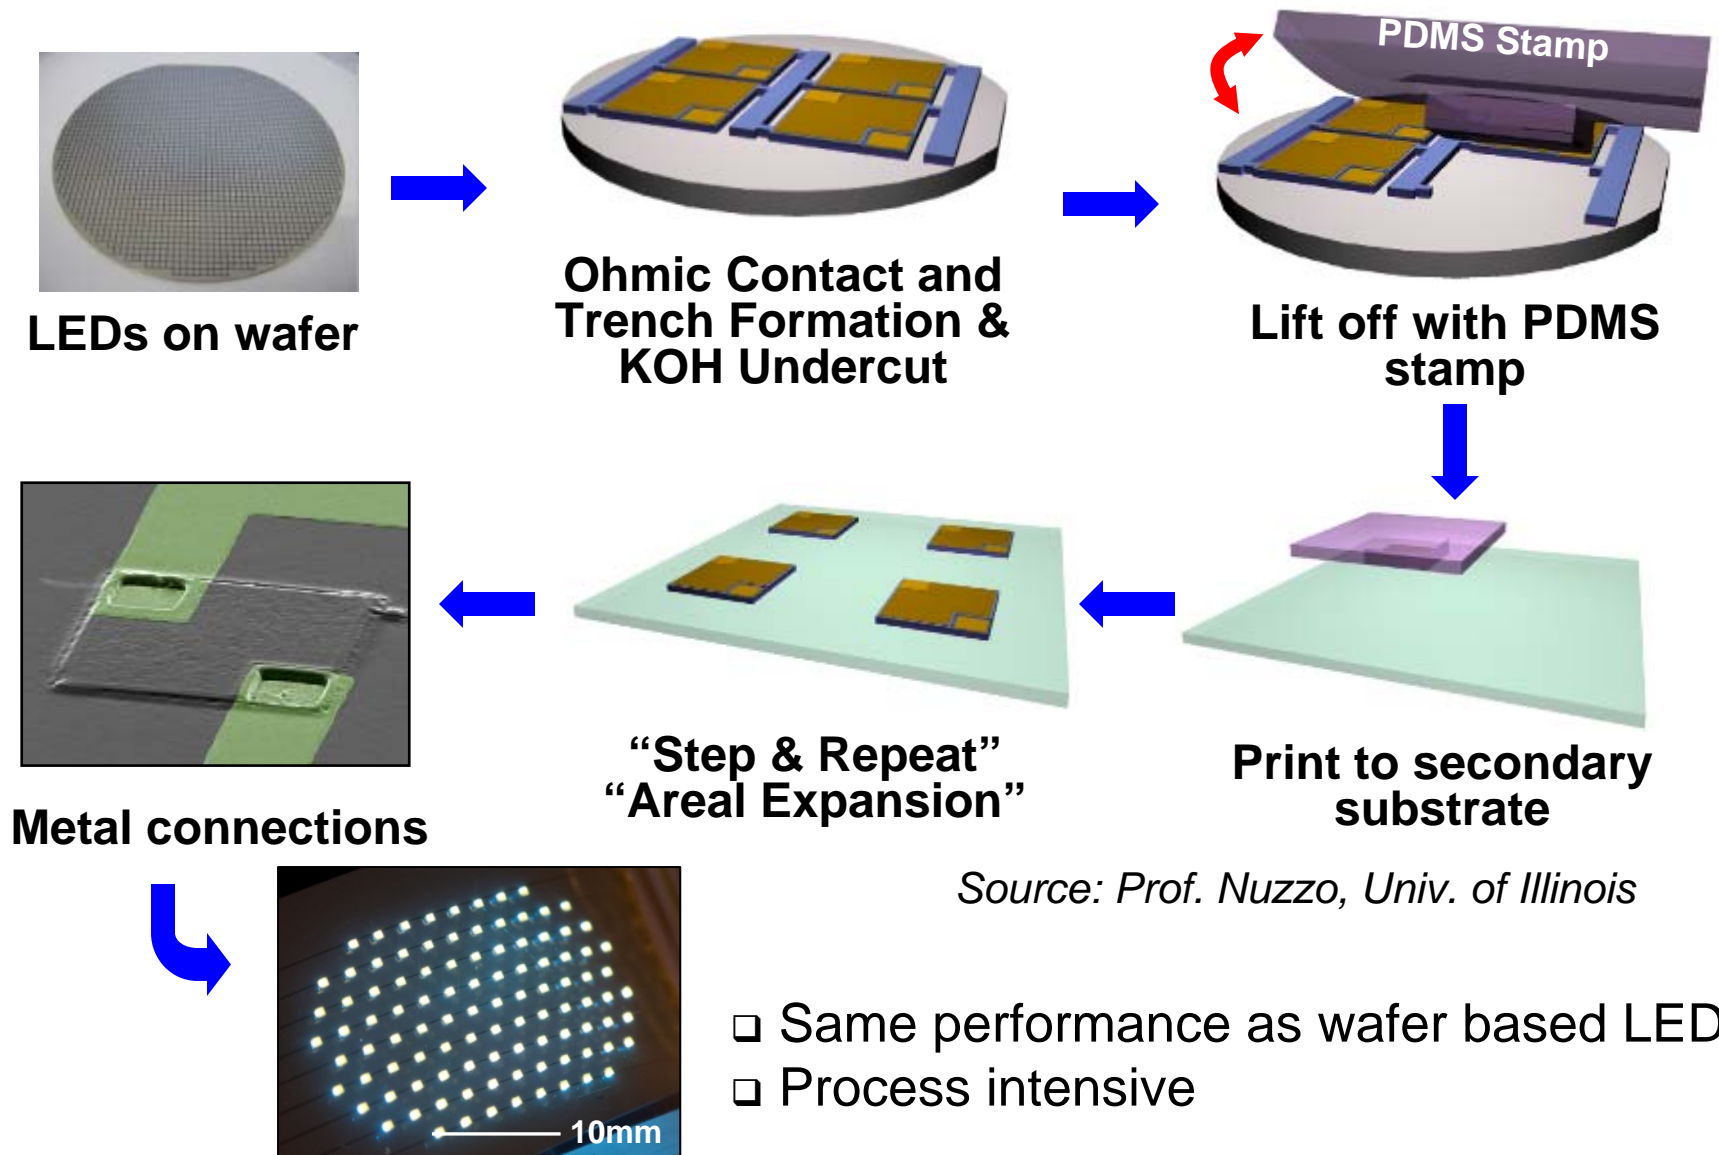 PDMS Stamp
LEDs on wafer
Ohmic Contact and
Trench Formation &
KOH Undercut
Lift off with PDMS
stamp
Metal connections
“Step & Repeat”
“Areal Expansion”
Print to secondary
substrate
Source: Prof. Nuzzo, Univ. of Illinois
10mm
❑ Same performance as wafer based LED
❑ Process intensive